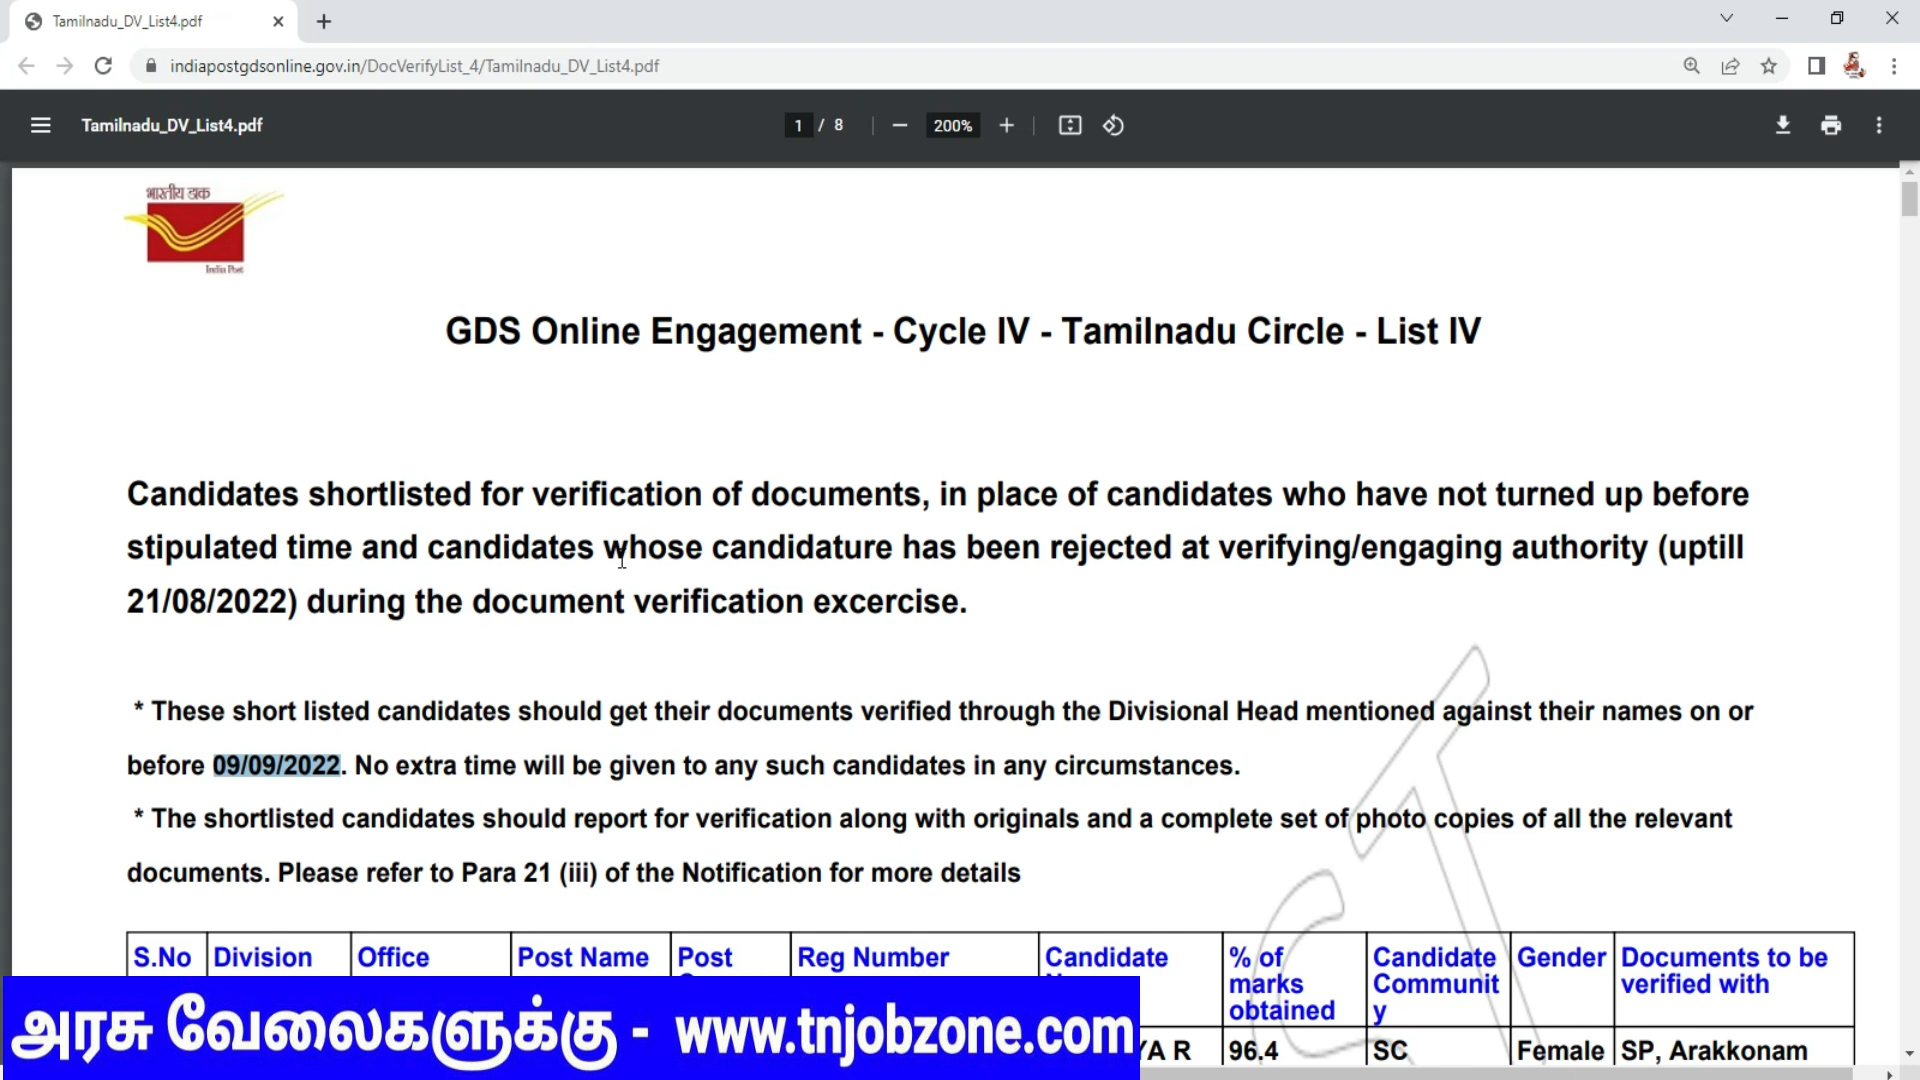 Tamilnadu_DV_List4.pdf
indiapostgdsonline.gov.in/DocVerifyList_4/Tamilnadu_DV_List4.pdf
Tamilnadu_DV_List4.pdf
1 / 8
200%
भारतीय डाक
India Post
GDS Online Engagement - Cycle IV - Tamilnadu Circle - List IV
Candidates shortlisted for verification of documents, in place of candidates who have not turned up before
stipulated time and candidates whose candidature has been rejected at verifying/engaging authority (uptill
21/08/2022) during the document verification excercise.
* These short listed candidates should get their documents verified through the Divisional Head mentioned against their names on or
before 09/09/2022. No extra time will be given to any such candidates in any circumstances.
* The shortlisted candidates should report for verification along with originals and a complete set of photo copies of all the relevant
documents. Please refer to Para 21 (iii) of the Notification for more details
S.No Division Office Post Name Post Reg Number Candidate % of Candidate Gender Documents to be
marks Communit verified with
obtained y
YA R 96.4 SC Female SP, Arakkonam
அரசு வேலைகளுக்கு - www.tnjobzone.com